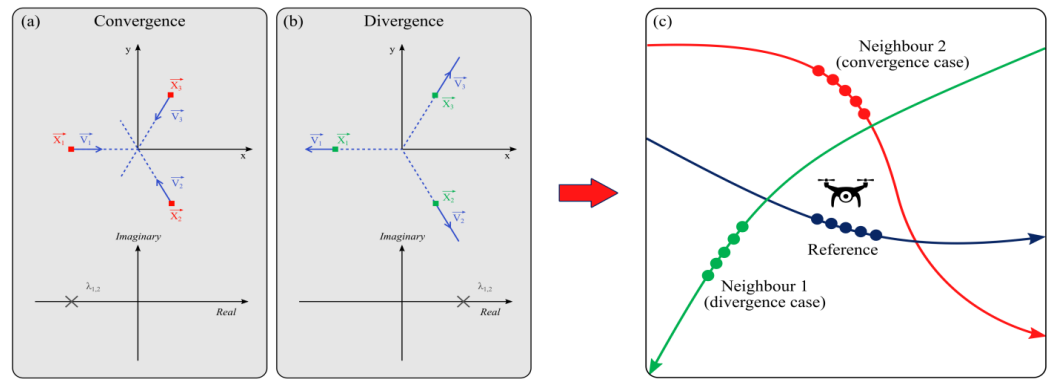 (a) Convergence
y
X₃
V₃
X₁ V₁
x
V₂
X₂
Imaginary
λ₁,₂
Real
(b) Divergence
y
V₃
X₃
V₁ X₁
x
X₂
V₂
Imaginary
λ₁,₂
Real
(c)
Neighbour 2
(convergence case)
Reference
Neighbour 1
(divergence case)